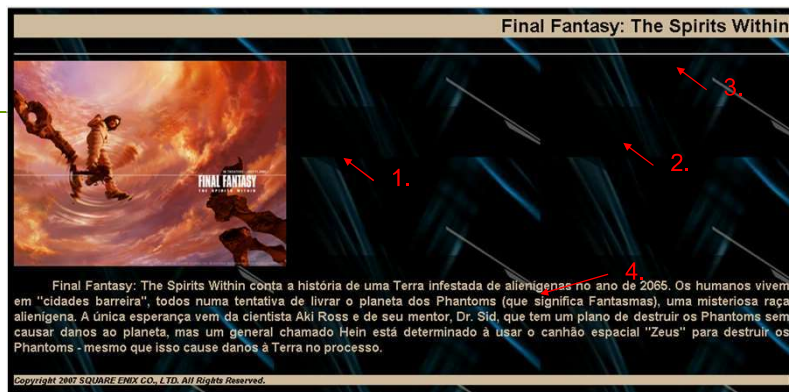 Final Fantasy: The Spirits Within
3.
2.
1.
FINAL FANTASY
THE SPIRITS WITHIN
4.
Final Fantasy: The Spirits Within conta a história de uma Terra infestada de alienígenas no ano de 2065. Os humanos vivem
em "cidades barreira", todos numa tentativa de livrar o planeta dos Phantoms (que significa Fantasmas), uma misteriosa raça
alienígena. A única esperança vem da cientista Aki Ross e de seu mentor, Dr. Sid, que tem um plano de destruir os Phantoms sem
causar danos ao planeta, mas um general chamado Hein está determinado à usar o canhão espacial "Zeus" para destruir os
Phantoms - mesmo que isso cause danos à Terra no processo.
Copyright 2007 SQUARE ENIX CO., LTD. All Rights Reserved.